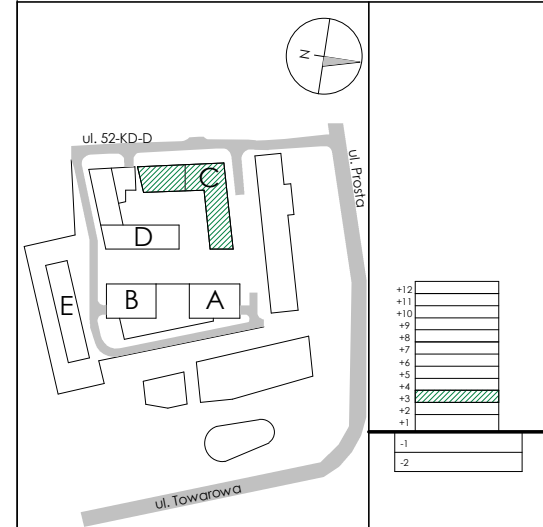 N
ul. 52-KD-D
C
ul. Prosta
D
E
B
A
ul. Towarowa
+12
+11
+10
+9
+8
+7
+6
+5
+4
+3
+2
+1
-1
-2